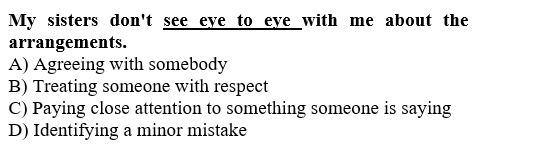 My sisters don't see eye to eye with me about the
arrangements.
A) Agreeing with somebody
B) Treating someone with respect
C) Paying close attention to something someone is saying
D) Identifying a minor mistake